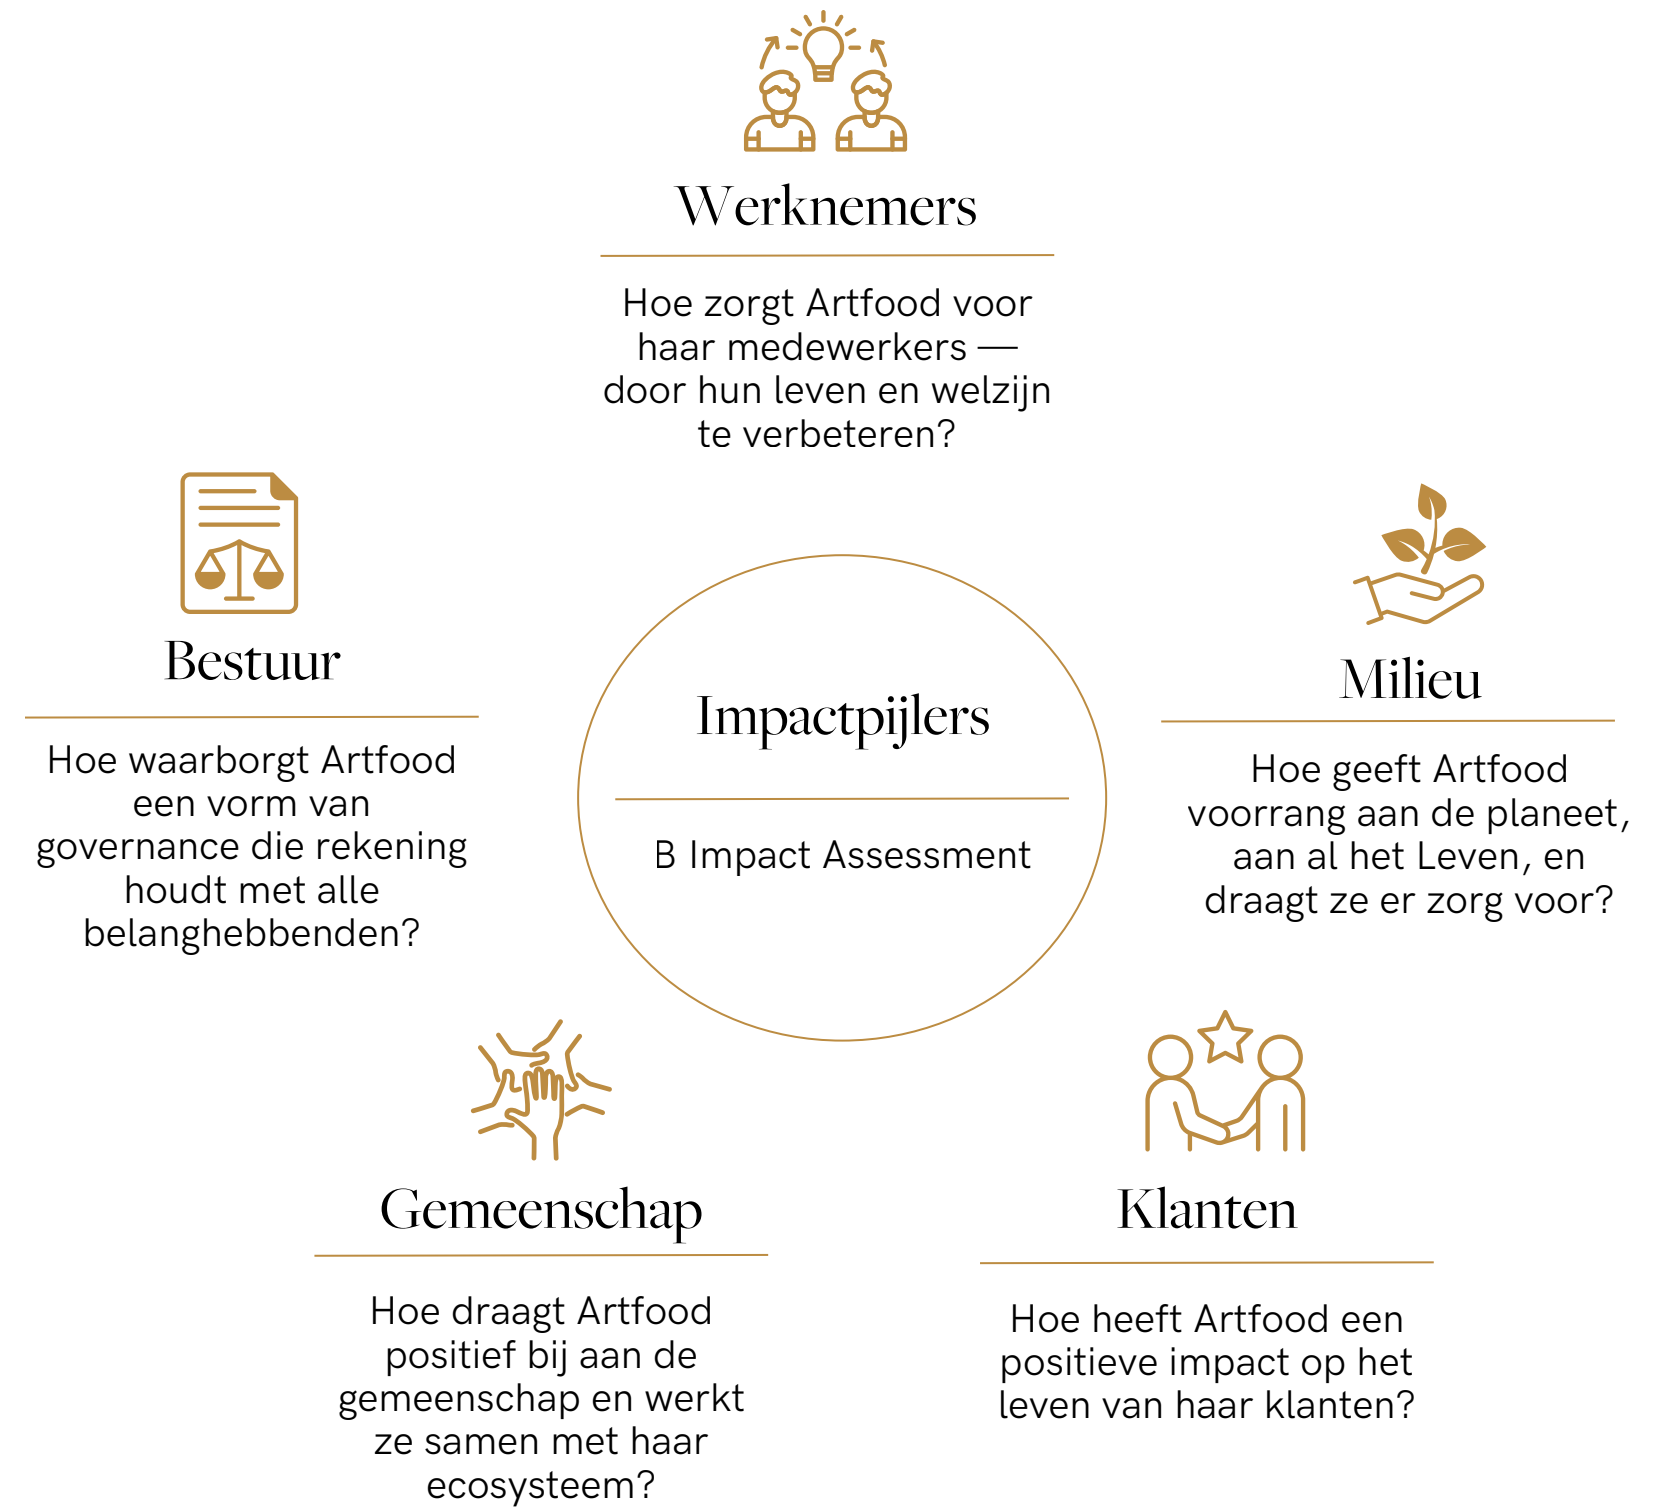 Werknemers
Hoe zorgt Artfood voor
haar medewerkers —
door hun leven en welzijn
te verbeteren?
Bestuur
Hoe waarborgt Artfood
een vorm van
governance die rekening
houdt met alle
belanghebbenden?
Impactpijlers
B Impact Assessment
Milieu
Hoe geeft Artfood
voorrang aan de planeet,
aan al het Leven, en
draagt ze er zorg voor?
Gemeenschap
Hoe draagt Artfood
positief bij aan de
gemeenschap en werkt
ze samen met haar
ecosysteem?
Klanten
Hoe heeft Artfood een
positieve impact op het
leven van haar klanten?